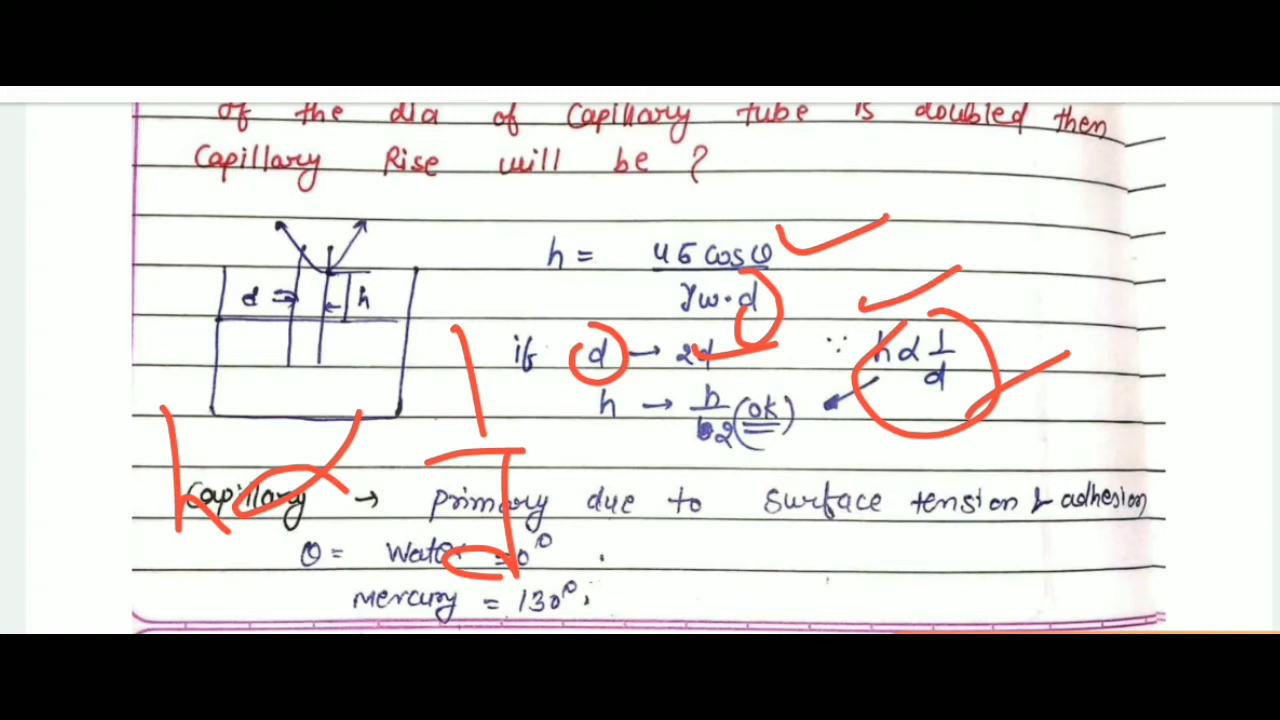 of the dia of Capillary tube is doubled then
Capillary Rise will be ?
h = 4σ cosθ / γw·d
d h
if d → 2d ∵ h α 1/d
h → h/2 (ok)
h α 1/d
Capillary → Primary due to surface tension & adhesion
θ = Water = 0°
Mercury = 130°